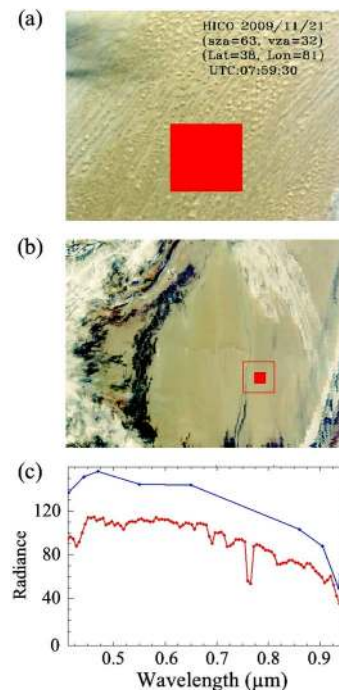 (a)
HICO 2009/11/21
(sza=63, vza=32)
(Lat=38, Lon=81)
UTC:07:59:30
(b)
(c)
Radiance
120
80
40
0
0.5 0.6 0.7 0.8 0.9
Wavelength (μm)